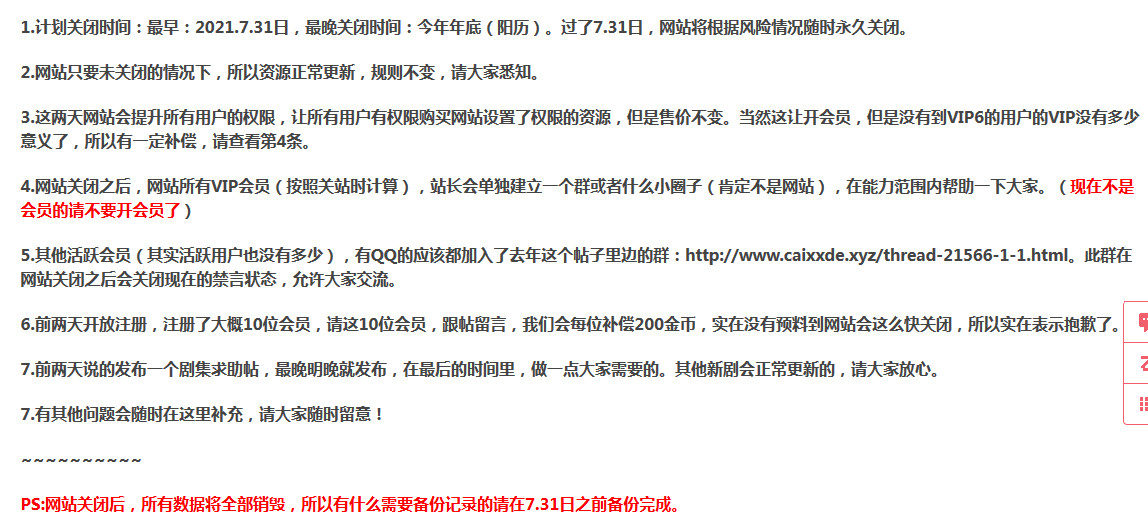 1.计划关闭时间：最早：2021.7.31日，最晚关闭时间：今年年底（阳历）。过了7.31日，网站将根据风险情况随时永久关闭。
2.网站只要未关闭的情况下，所以资源正常更新，规则不变，请大家悉知。
3.这两天网站会提升所有用户的权限，让所有用户有权限购买网站设置了权限的资源，但是售价不变。当然这让开会员，但是没有到VIP6的用户的VIP没有多少
意义了，所以有一定补偿，请查看第4条。
4.网站关闭之后，网站所有VIP会员（按照关站时计算），站长会单独建立一个群或者什么小圈子（肯定不是网站），在能力范围内帮助一下大家。（现在不是
会员的请不要开会员了）
5.其他活跃会员（其实活跃用户也没有多少），有QQ的应该都加入了去年这个帖子里边的群：http://www.caixxde.xyz/thread-21566-1-1.html。此群在
网站关闭之后会关闭现在的禁言状态，允许大家交流。
6.前两天开放注册，注册了大概10位会员，请这10位会员，跟帖留言，我们会每位补偿200金币，实在没有预料到网站会这么快关闭，所以实在表示抱歉了。
7.前两天说的发布一个剧集求助帖，最晚明晚就发布，在最后的时间里，做一点大家需要的。其他新剧会正常更新的，请大家放心。
7.有其他问题会随时在这里补充，请大家随时留意！
~~~~~~~~~~
PS:网站关闭后，所有数据将全部销毁，所以有什么需要备份记录的请在7.31日之前备份完成。